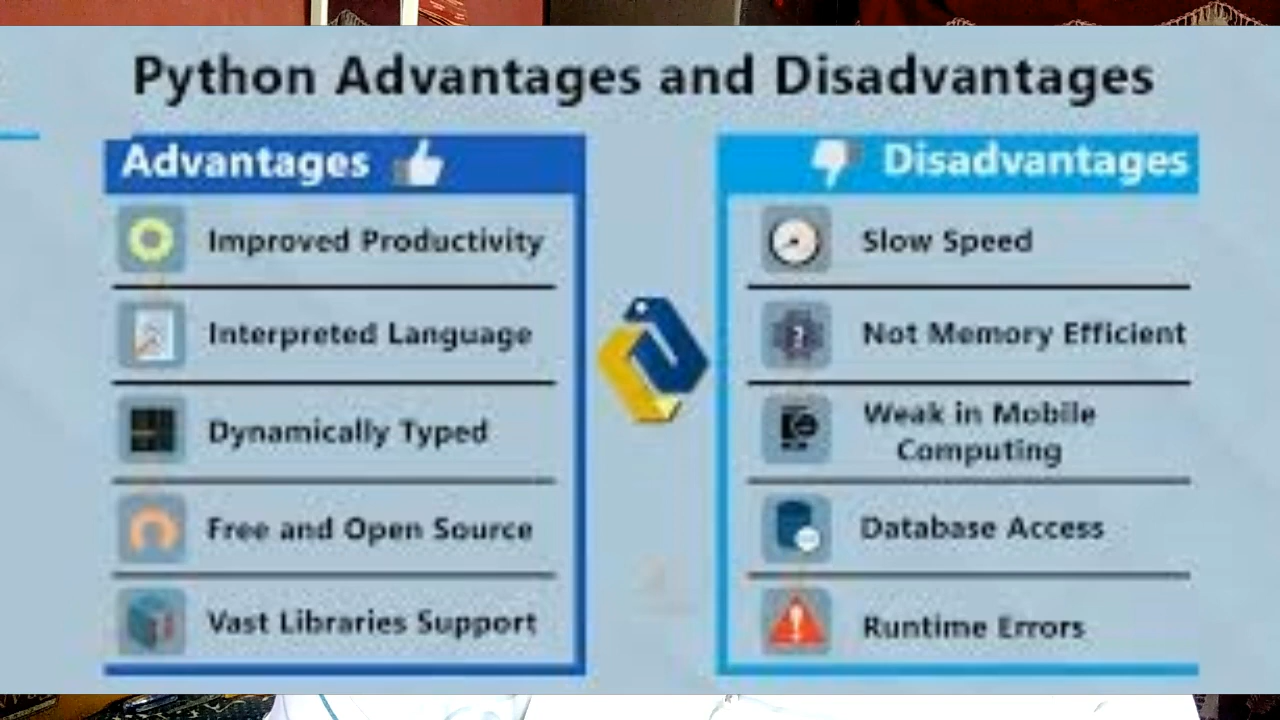 Python Advantages and Disadvantages
Advantages
Improved Productivity
Interpreted Language
Dynamically Typed
Free and Open Source
Vast Libraries Support
Disadvantages
Slow Speed
Not Memory Efficient
Weak in Mobile
Computing
Database Access
Runtime Errors